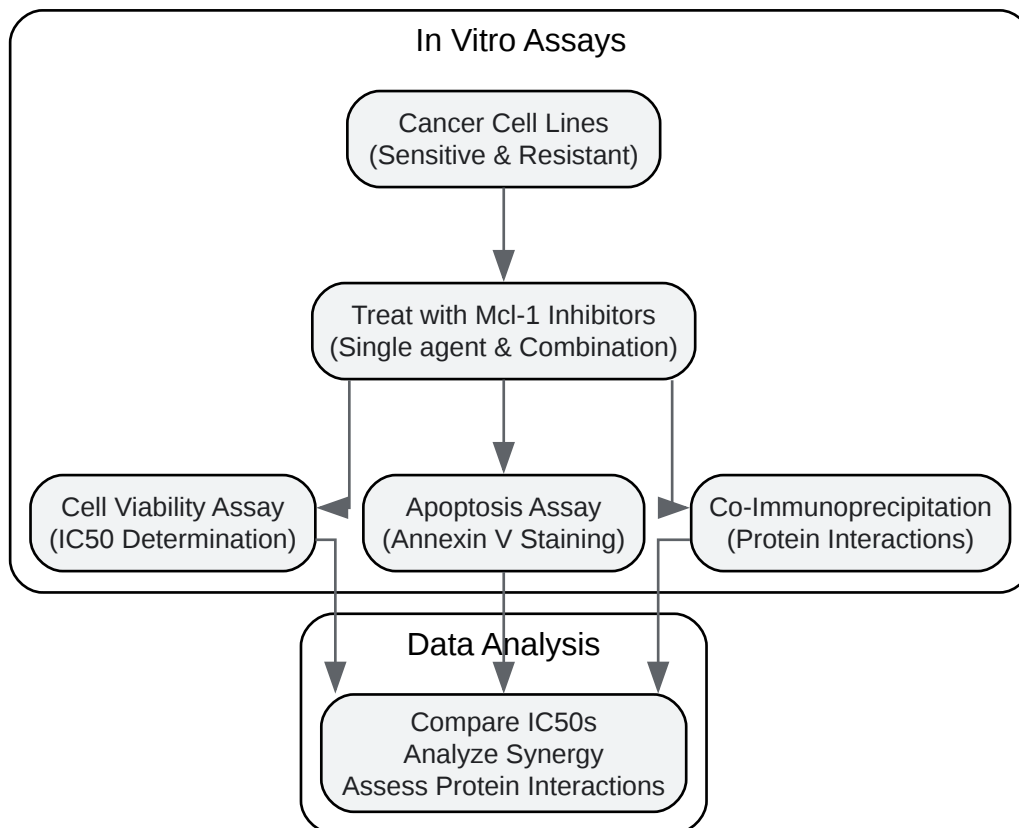 In Vitro Assays
Cancer Cell Lines
(Sensitive & Resistant)
Treat with Mcl-1 Inhibitors
(Single agent & Combination)
Cell Viability Assay
(IC50 Determination)
Apoptosis Assay
(Annexin V Staining)
Co-Immunoprecipitation
(Protein Interactions)
Data Analysis
Compare IC50s
Analyze Synergy
Assess Protein Interactions